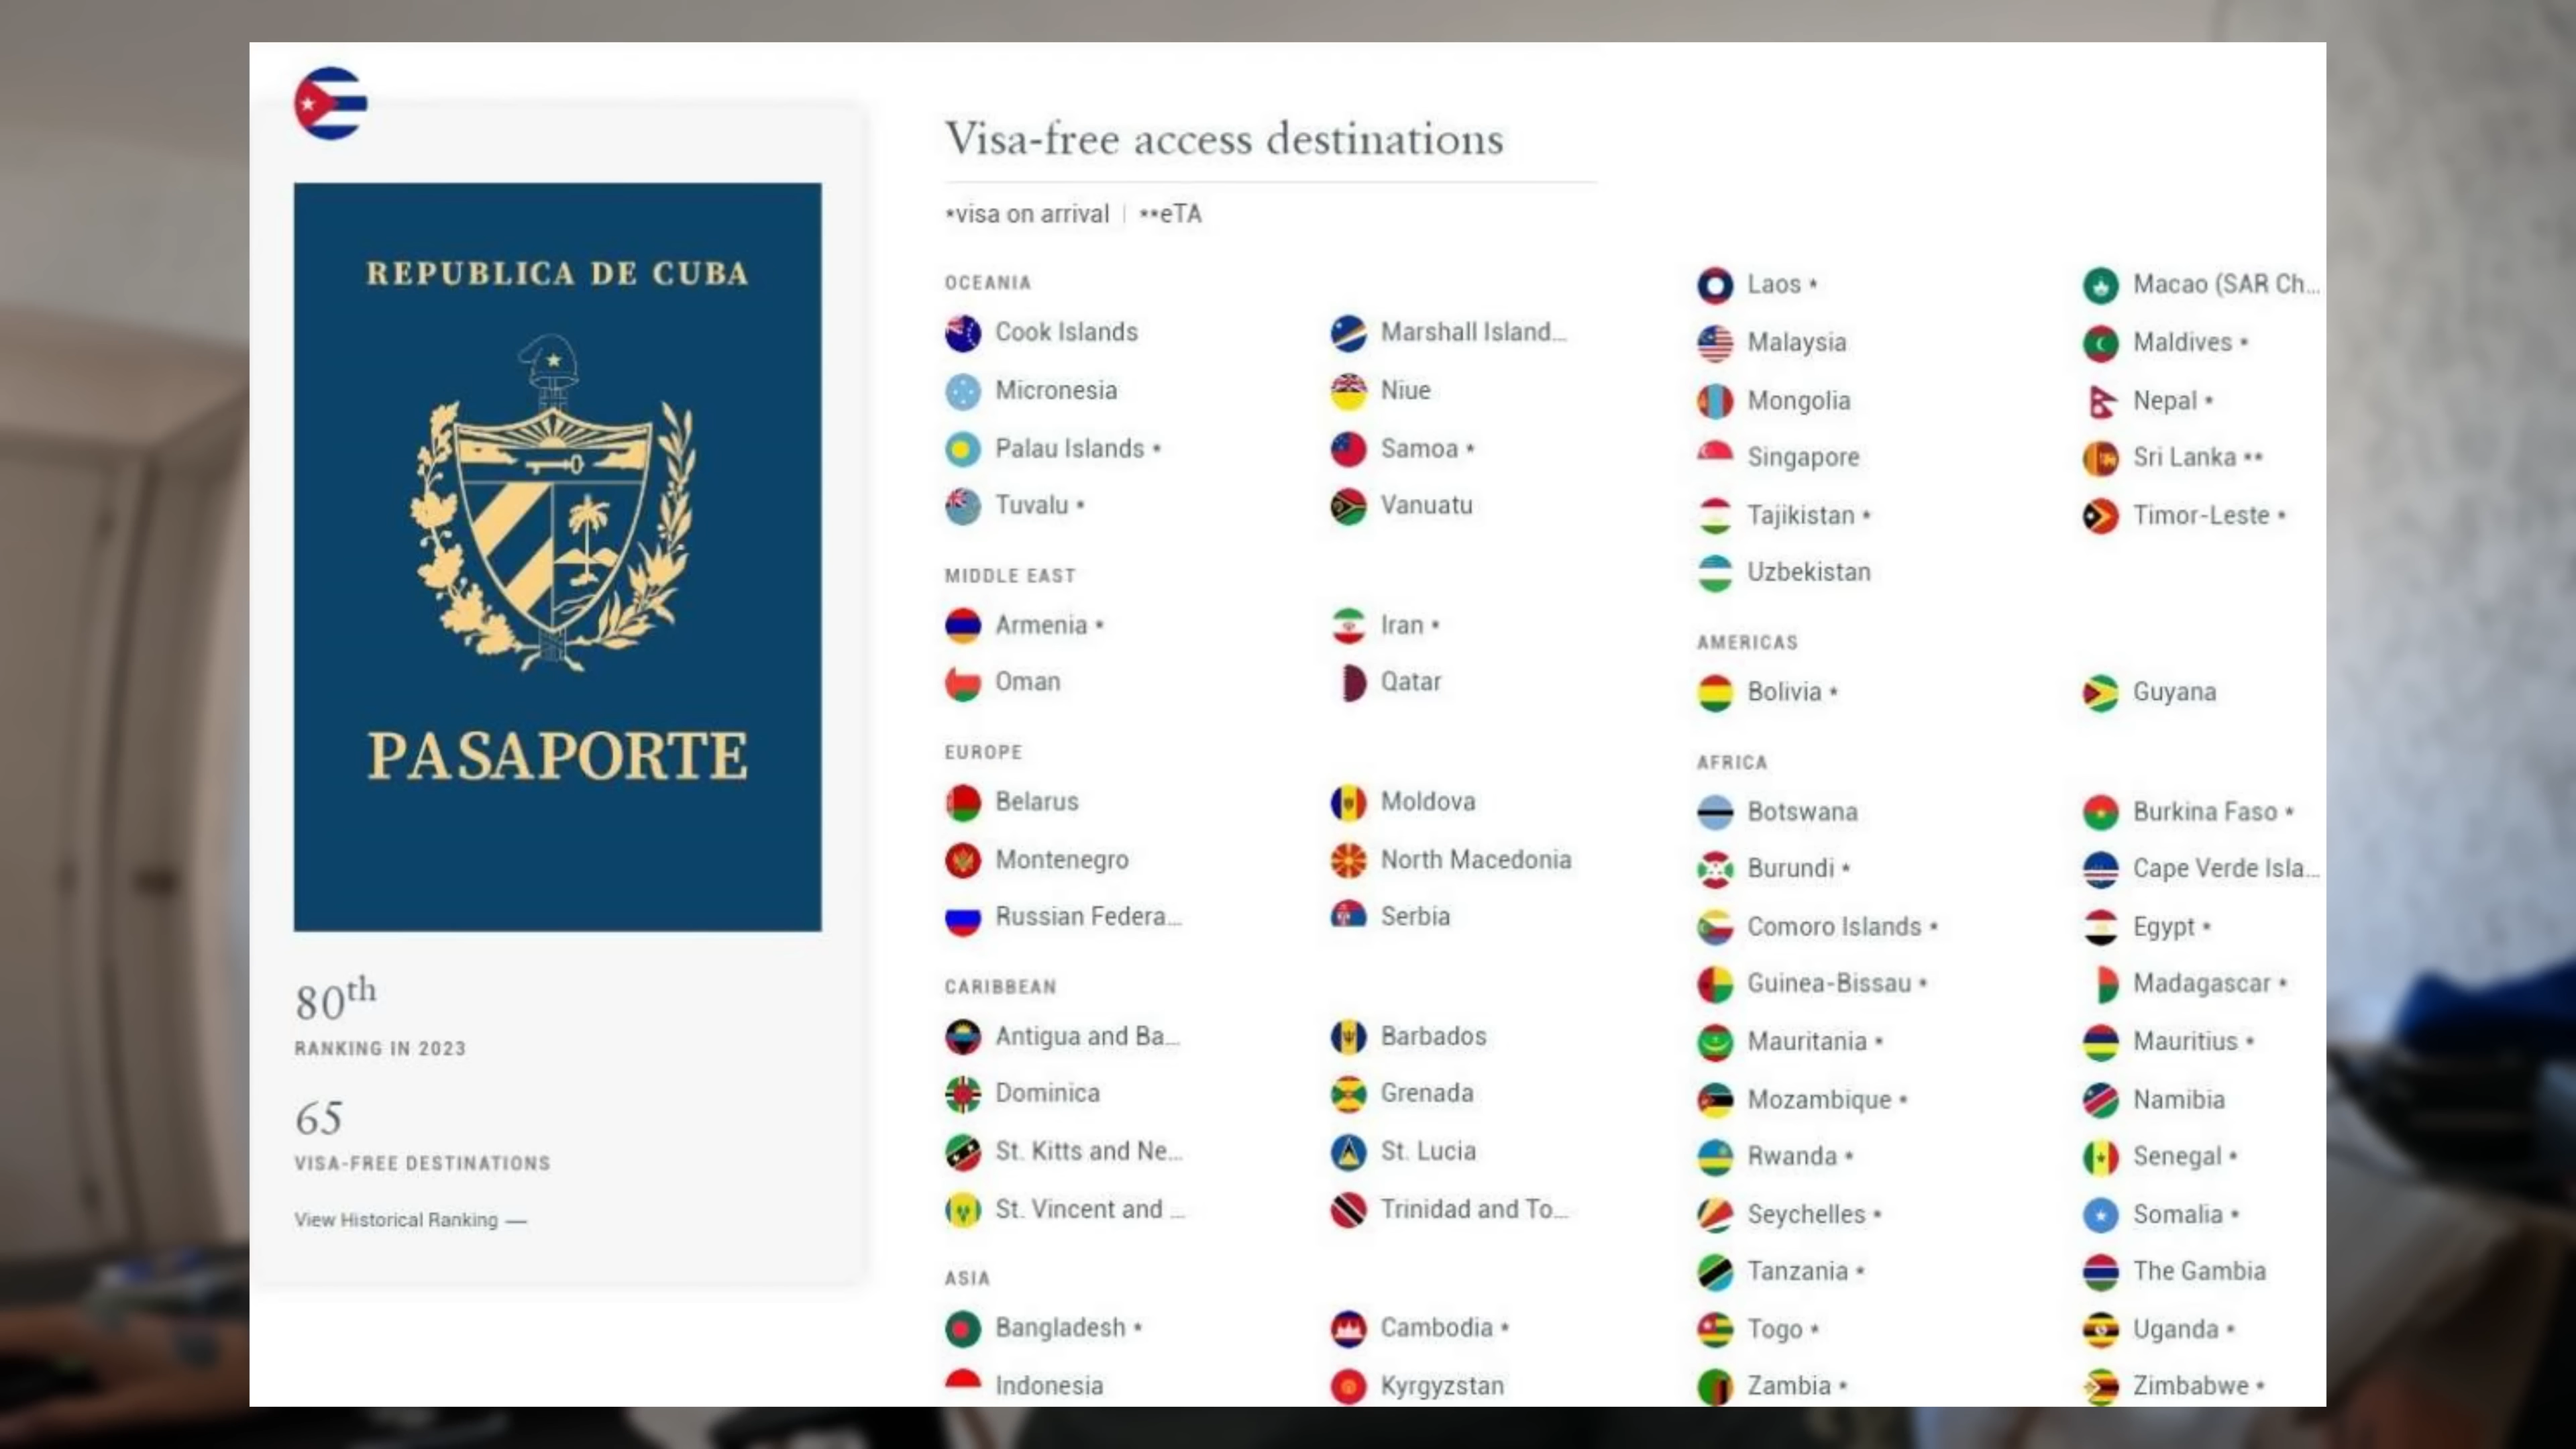 REPUBLICA DE CUBA
PASAPORTE
80th
RANKING IN 2023
65
VISA-FREE DESTINATIONS
View Historical Ranking —
Visa-free access destinations
*visa on arrival | **eTA
OCEANIA
Cook Islands
Marshall Island...
Micronesia
Niue
Palau Islands *
Samoa *
Tuvalu *
Vanuatu
MIDDLE EAST
Armenia *
Iran *
Oman
Qatar
EUROPE
Belarus
Moldova
Montenegro
North Macedonia
Russian Federa...
Serbia
CARIBBEAN
Antigua and Ba...
Barbados
Dominica
Grenada
St. Kitts and Ne...
St. Lucia
St. Vincent and ...
Trinidad and To...
ASIA
Bangladesh *
Cambodia *
Indonesia
Kyrgyzstan
Laos *
Macao (SAR Ch...
Malaysia
Maldives *
Mongolia
Nepal *
Singapore
Sri Lanka **
Tajikistan *
Timor-Leste *
Uzbekistan
AMERICAS
Bolivia *
Guyana
AFRICA
Botswana
Burkina Faso *
Burundi *
Cape Verde Isla...
Comoro Islands *
Egypt *
Guinea-Bissau *
Madagascar *
Mauritania *
Mauritius *
Mozambique *
Namibia
Rwanda *
Senegal *
Seychelles *
Somalia *
Tanzania *
The Gambia
Togo *
Uganda *
Zambia *
Zimbabwe *